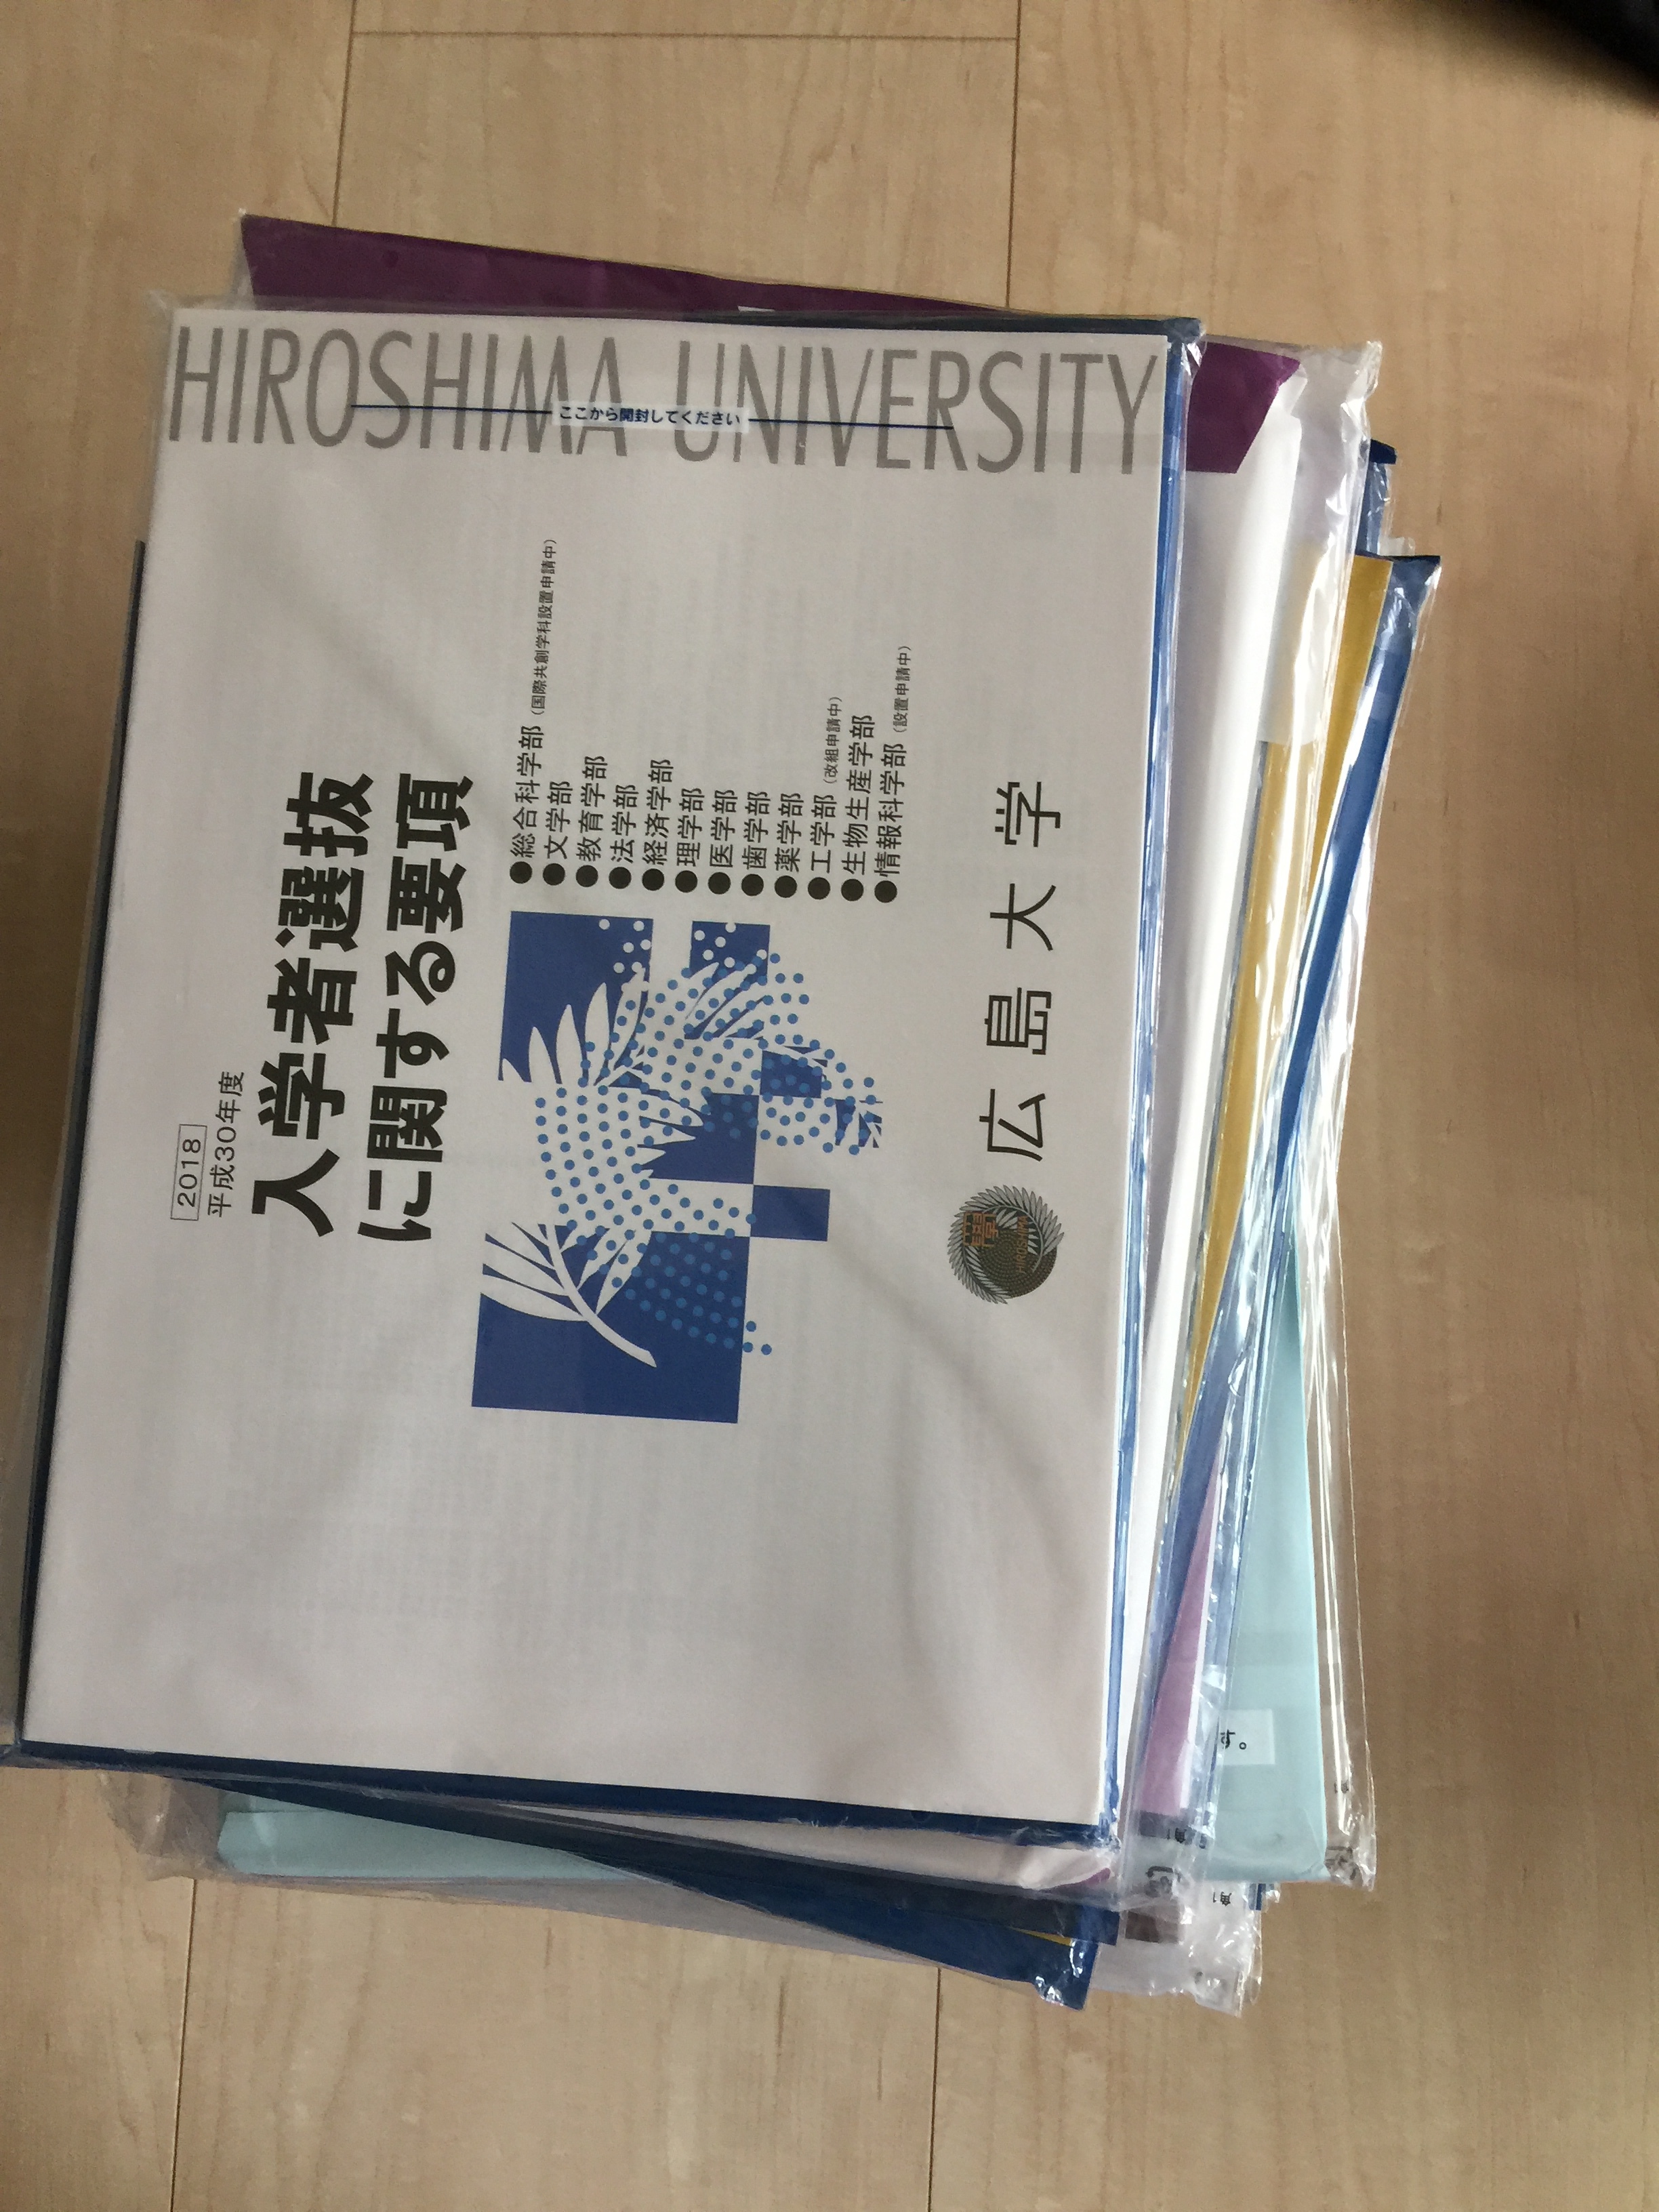 HIROSHIMA UNIVERSITY
ここから開封してください
2018
平成30年度
入学者選抜
に関する要項
●総合科学部(国際共創学科設置申請中)
●文学部
●教育学部
●法学部
●経済学部
●理学部
●医学部
●歯学部
●薬学部
●工学部(改組申請中)
●生物生産学部
●情報科学部(設置申請中)
広島大学
す。